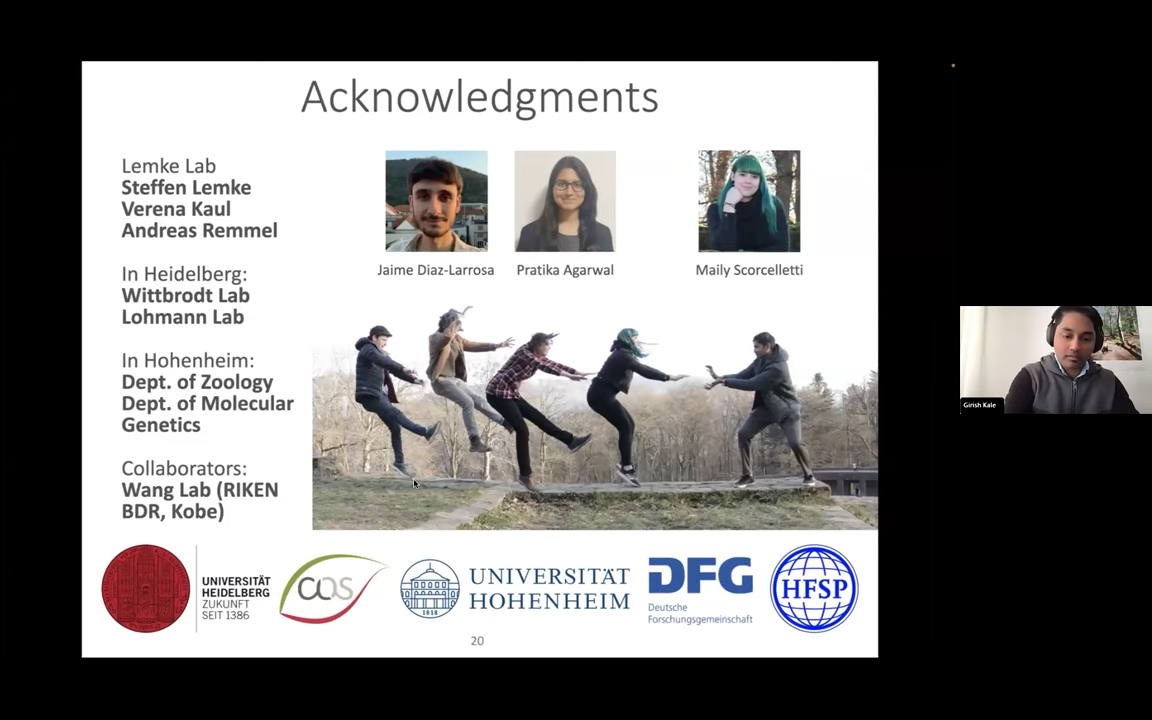 Acknowledgments
Lemke Lab
Steffen Lemke
Verena Kaul
Andreas Remmel
In Heidelberg:
Wittbrodt Lab
Lohmann Lab
In Hohenheim:
Dept. of Zoology
Dept. of Molecular
Genetics
Collaborators:
Wang Lab (RIKEN
BDR, Kobe)
Jaime Diaz-Larrosa
Pratika Agarwal
Maily Scorcelletti
UNIVERSITÄT
HEIDELBERG
ZUKUNFT
SEIT 1386
COS
1818
UNIVERSITÄT
HOHENHEIM
DFG
Deutsche
Forschungsgemeinschaft
HFSP
20
Girish Kale